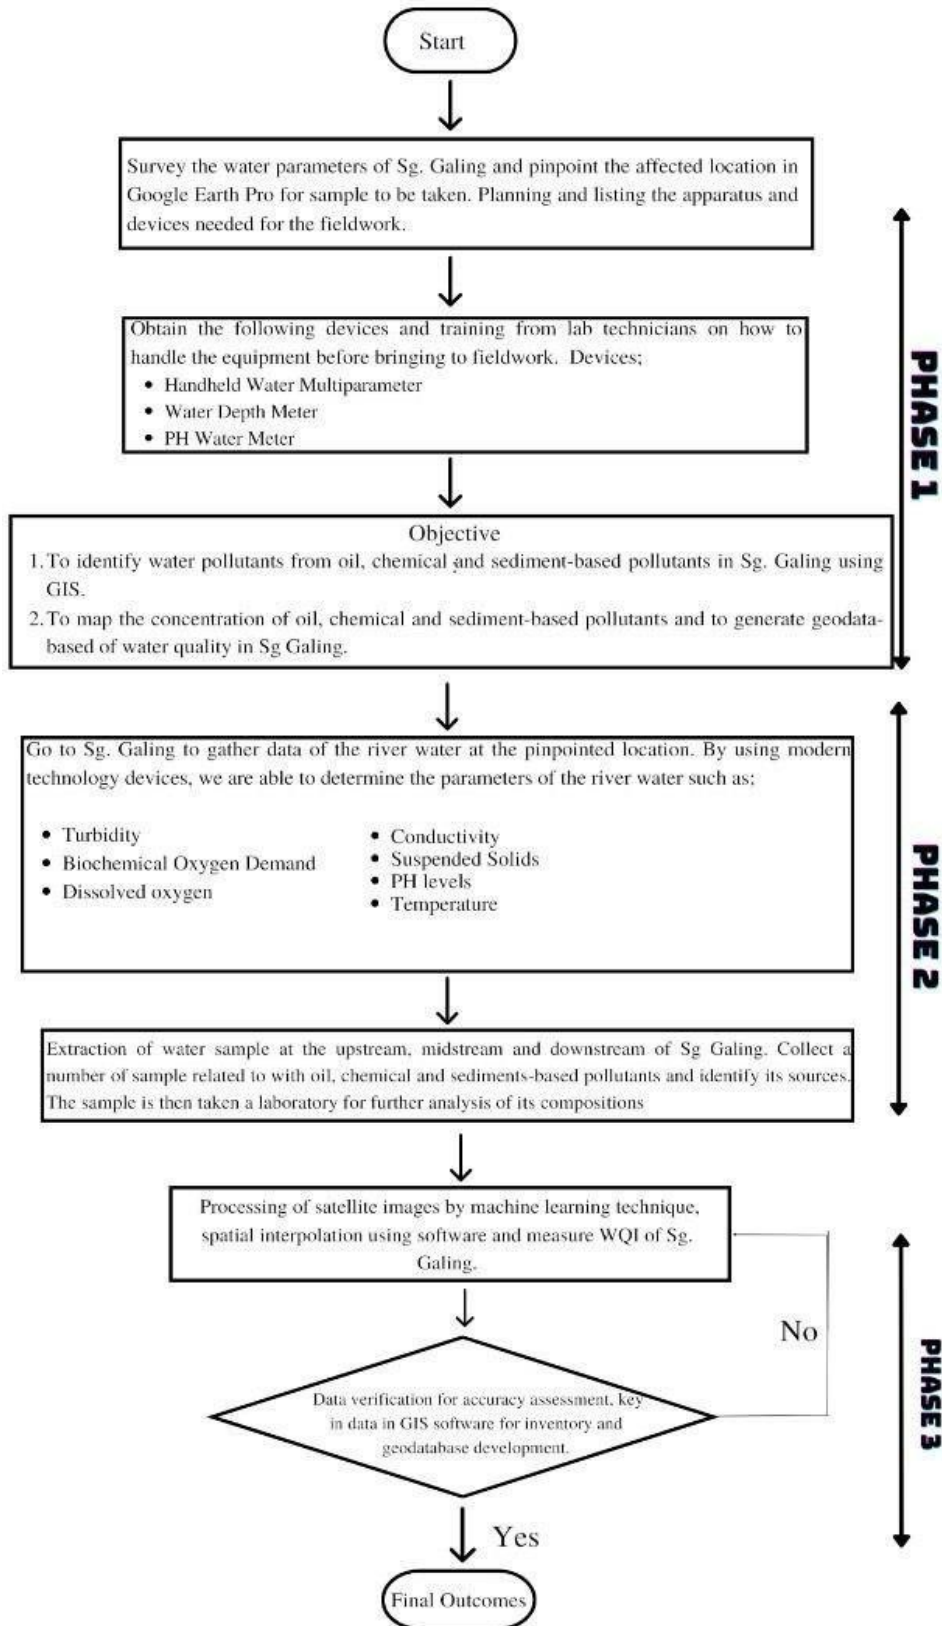 Start
Survey the water parameters of Sg. Galing and pinpoint the affected location in
Google Earth Pro for sample to be taken. Planning and listing the apparatus and
devices needed for the fieldwork.
Obtain the following devices and training from lab technicians on how to
handle the equipment before bringing to fieldwork. Devices;
• Handheld Water Multiparameter
• Water Depth Meter
• PH Water Meter
PHASE 1
Objective
1. To identify water pollutants from oil, chemical and sediment-based pollutants in Sg. Galing using
GIS.
2. To map the concentration of oil, chemical and sediment-based pollutants and to generate geodata-
based of water quality in Sg Galing.
Go to Sg. Galing to gather data of the river water at the pinpointed location. By using modern
technology devices, we are able to determine the parameters of the river water such as;
• Turbidity
• Biochemical Oxygen Demand
• Dissolved oxygen
• Conductivity
• Suspended Solids
• PH levels
• Temperature
PHASE 2
Extraction of water sample at the upstream, midstream and downstream of Sg Galing. Collect a
number of sample related to with oil, chemical and sediments-based pollutants and identify its sources.
The sample is then taken a laboratory for further analysis of its compositions
Processing of satellite images by machine learning technique,
spatial interpolation using software and measure WQI of Sg.
Galing.
No
Data verification for accuracy assessment, key
in data in GIS software for inventory and
geodatabase development.
PHASE 3
Yes
Final Outcomes